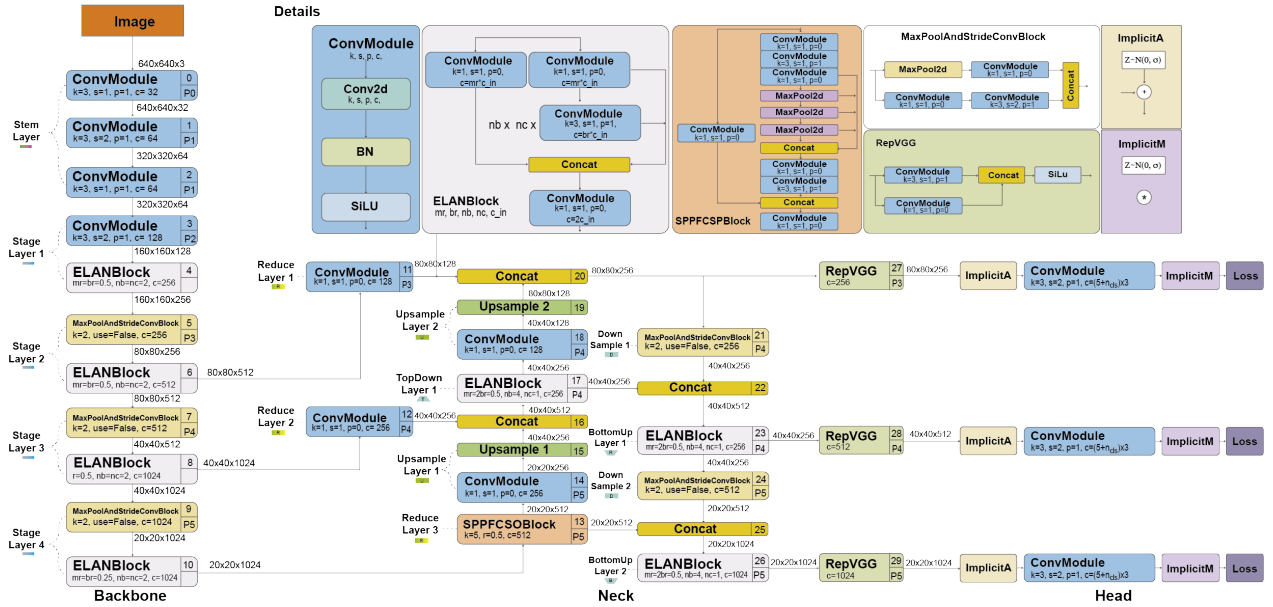 Image
640x640x3
ConvModule 0
k=3, s=1, p=1, c= 32 P0
640x640x32
Stem
Layer
ConvModule 1
k=3, s=2, p=1, c= 64 P1
320x320x64
ConvModule 2
k=3, s=1, p=1, c= 64 P1
320x320x64
Stage
Layer 1
ConvModule 3
k=3, s=2, p=1, c= 128 P2
160x160x128
ELANBlock 4
mr=br=0.5, nb=nc=2, c=256
160x160x256
Stage
Layer 2
MaxPoolAndStrideConvBlock 5
k=2, use=False, c=256 P3
80x80x256
ELANBlock 6
mr=br=0.5, nb=nc=2, c=512
80x80x512
80x80x512
Stage
Layer 3
MaxPoolAndStrideConvBlock 7
k=2, use=False, c=512 P4
40x40x512
ELANBlock 8
r=0.5, nb=nc=2, c=1024
40x40x1024
40x40x1024
Stage
Layer 4
MaxPoolAndStrideConvBlock 9
k=2, use=False, c=1024 P5
20x20x1024
ELANBlock 10
mr=br=0.25, nb=nc=2, c=1024
20x20x1024
Backbone
Details
ConvModule
k, s, p, c,
Conv2d
k, s, p, c,
BN
SiLU
ConvModule
k=1, s=1, p=0,
c=mr*c_in
ConvModule
k=1, s=1, p=0,
c=mr*c_in
nb x nc x
ConvModule
k=3, s=1, p=1,
c=br*c_in
Concat
ELANBlock
mr, br, nb, nc, c_in
ConvModule
k=1, s=1, p=0,
c=2c_in
ConvModule
k=1, s=1, p=0
ConvModule
k=3, s=1, p=1
ConvModule
k=1, s=1, p=0
MaxPool2d
MaxPool2d
MaxPool2d
ConvModule
k=1, s=1, p=0
Concat
ConvModule
k=1, s=1, p=0
ConvModule
k=3, s=1, p=1
Concat
SPPFCSPBlock
ConvModule
k=1, s=1, p=0
MaxPoolAndStrideConvBlock
MaxPool2d
ConvModule
k=1, s=1, p=0
ConvModule
k=1, s=1, p=0
ConvModule
k=3, s=2, p=1
Concat
RepVGG
ConvModule
k=3, s=1, p=1
ConvModule
k=1, s=1, p=0
Concat
SiLu
ImplicitA
Z~N(0, σ)
+
ImplicitM
Z~N(0, σ)
*
Reduce
Layer 1
R
ConvModule 11
k=1, s=1, p=0, c= 128 P3
80x80x128
Concat 20
80x80x256
80x80x128
Upsample
Layer 2
U
Upsample 2 19
40x40x128
ConvModule 18
k=1, s=1, p=0, c= 128 P4
40x40x256
TopDown
Layer 1
T
ELANBlock 17
mr=2br=0.5, nb=4, nc=1, c=256 P4
40x40x256
40x40x512
Reduce
Layer 2
R
ConvModule 12
k=1, s=1, p=0, c= 256 P4
40x40x256
Concat 16
40x40x256
Upsample
Layer 1
U
Upsample 1 15
20x20x256
ConvModule 14
k=1, s=1, p=0, c= 256 P5
20x20x512
Reduce
Layer 3
R
SPPFCSOBlock 13
k=5, r=0.5, c=512 P5
20x20x512
Down
Sample 1
D
MaxPoolAndStrideConvBlock 21
k=2, use=False, c=256 P4
40x40x256
Concat 22
40x40x512
BottomUp
Layer 1
B
ELANBlock 23
mr=2br=0.5, nb=4, nc=1, c=256 P4
40x40x256
40x40x256
Down
Sample 2
D
MaxPoolAndStrideConvBlock 24
k=2, use=False, c=512 P5
20x20x512
Concat 25
20x20x1024
BottomUp
Layer 2
B
ELANBlock 26
mr=2br=0.5, nb=4, nc=1, c=1024 P5
20x20x1024
Neck
RepVGG 27
c=256 P3
80x80x256
ImplicitA
ConvModule
k=3, s=2, p=1, c=(5+nds)x3
ImplicitM
Loss
RepVGG 28
c=512 P4
40x40x512
ImplicitA
ConvModule
k=3, s=2, p=1, c=(5+nds)x3
ImplicitM
Loss
RepVGG 29
c=1024 P5
20x20x1024
ImplicitA
ConvModule
k=3, s=2, p=1, c=(5+nds)x3
ImplicitM
Loss
Head